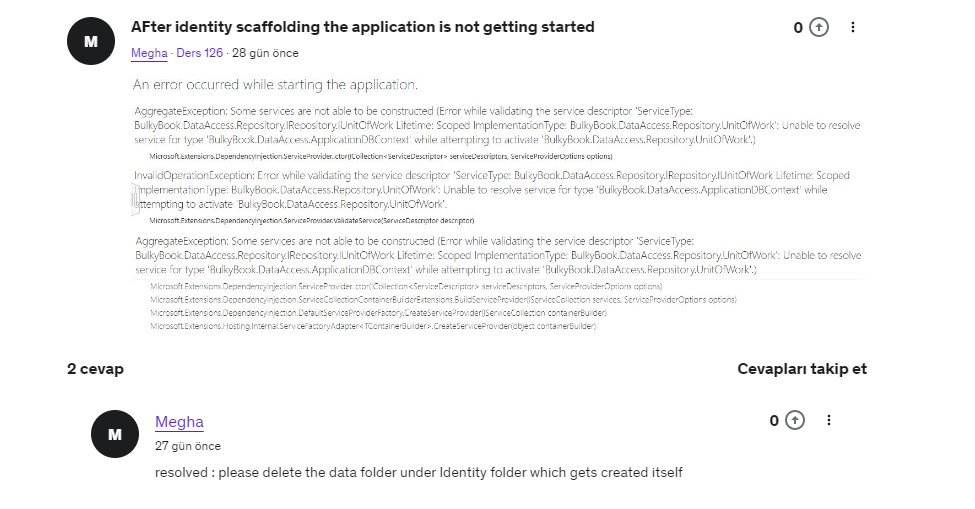 M
AFter identity scaffolding the application is not getting started
0
Megha · Ders 126 · 28 gün önce
An error occurred while starting the application.
AggregateException: Some services are not able to be constructed (Error while validating the service descriptor 'ServiceType:
BulkyBook.DataAccess.Repository.IRepository.IUnitOfWork Lifetime: Scoped ImplementationType: BulkyBook.DataAccess.Repository.UnitOfWork': Unable to resolve
service for type 'BulkyBook.DataAccess.ApplicationDBContext' while attempting to activate 'BulkyBook.DataAccess.Repository.UnitOfWork'.)
Microsoft.Extensions.DependencyInjection.ServiceProvider.ctor(ICollection<ServiceDescriptor> serviceDescriptors, ServiceProviderOptions options)
InvalidOperationException: Error while validating the service descriptor 'ServiceType: BulkyBook.DataAccess.Repository.IRepository.IUnitOfWork Lifetime: Scoped
ImplementationType: BulkyBook.DataAccess.Repository.UnitOfWork': Unable to resolve service for type 'BulkyBook.DataAccess.ApplicationDBContext' while
attempting to activate 'BulkyBook.DataAccess.Repository.UnitOfWork'.
Microsoft.Extensions.DependencyInjection.ServiceProvider.ValidateService(ServiceDescriptor descriptor)
AggregateException: Some services are not able to be constructed (Error while validating the service descriptor 'ServiceType:
BulkyBook.DataAccess.Repository.IRepository.IUnitOfWork Lifetime: Scoped ImplementationType: BulkyBook.DataAccess.Repository.UnitOfWork': Unable to resolve
service for type 'BulkyBook.DataAccess.ApplicationDBContext' while attempting to activate 'BulkyBook.DataAccess.Repository.UnitOfWork'.)
Microsoft.Extensions.DependencyInjection.ServiceProvider.ctor(ICollection<ServiceDescriptor> serviceDescriptors, ServiceProviderOptions options)
Microsoft.Extensions.DependencyInjection.ServiceCollectionContainerBuilderExtensions.BuildServiceProvider(IServiceCollection services, ServiceProviderOptions options)
Microsoft.Extensions.DependencyInjection.DefaultServiceProviderFactory.CreateServiceProvider(IServiceCollection containerBuilder)
Microsoft.Extensions.Hosting.Internal.ServiceFactoryAdapter<TContainerBuilder>.CreateServiceProvider(object containerBuilder)
2 cevap
Cevapları takip et
M
Megha
0
27 gün önce
resolved : please delete the data folder under Identity folder which gets created itself